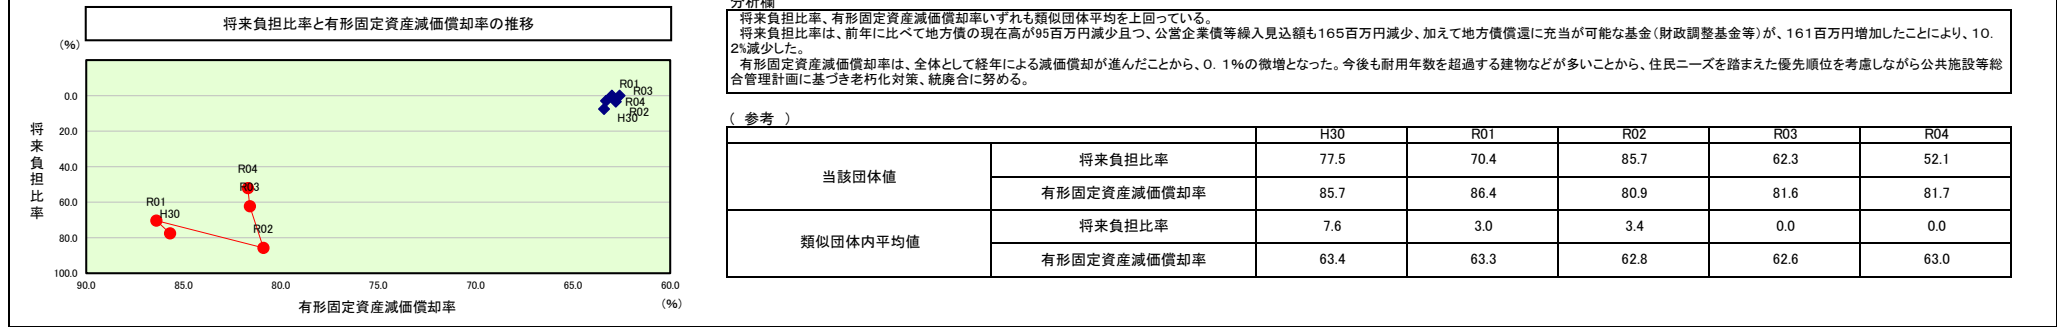 将来負担比率と有形固定資産減価償却率の推移
(%)
0.0
20.0
40.0
60.0
80.0
100.0
将来負担比率
90.0 85.0 80.0 75.0 70.0 65.0 60.0
(%)
有形固定資産減価償却率
R01
R03
R04
R02
H30
R04
R03
R01
H30
R02
分析欄
将来負担比率、有形固定資産減価償却率いずれも類似団体平均を上回っている。
将来負担比率は、前年に比べて地方債の現在高が95百万円減少且つ、公営企業債等繰入見込額も165百万円減少、加えて地方債償還に充当が可能な基金(財政調整基金等)が、161百万円増加したことにより、10.
2%減少した。
有形固定資産減価償却率は、全体として経年による減価償却が進んだことから、0.1%の微増となった。今後も耐用年数を超過する建物などが多いことから、住民ニーズを踏まえた優先順位を考慮しながら公共施設等総
合管理計画に基づき老朽化対策、統廃合に努める。
( 参考 )
H30 R01 R02 R03 R04
当該団体値
将来負担比率 77.5 70.4 85.7 62.3 52.1
有形固定資産減価償却率 85.7 86.4 80.9 81.6 81.7
類似団体内平均値
将来負担比率 7.6 3.0 3.4 0.0 0.0
有形固定資産減価償却率 63.4 63.3 62.8 62.6 63.0